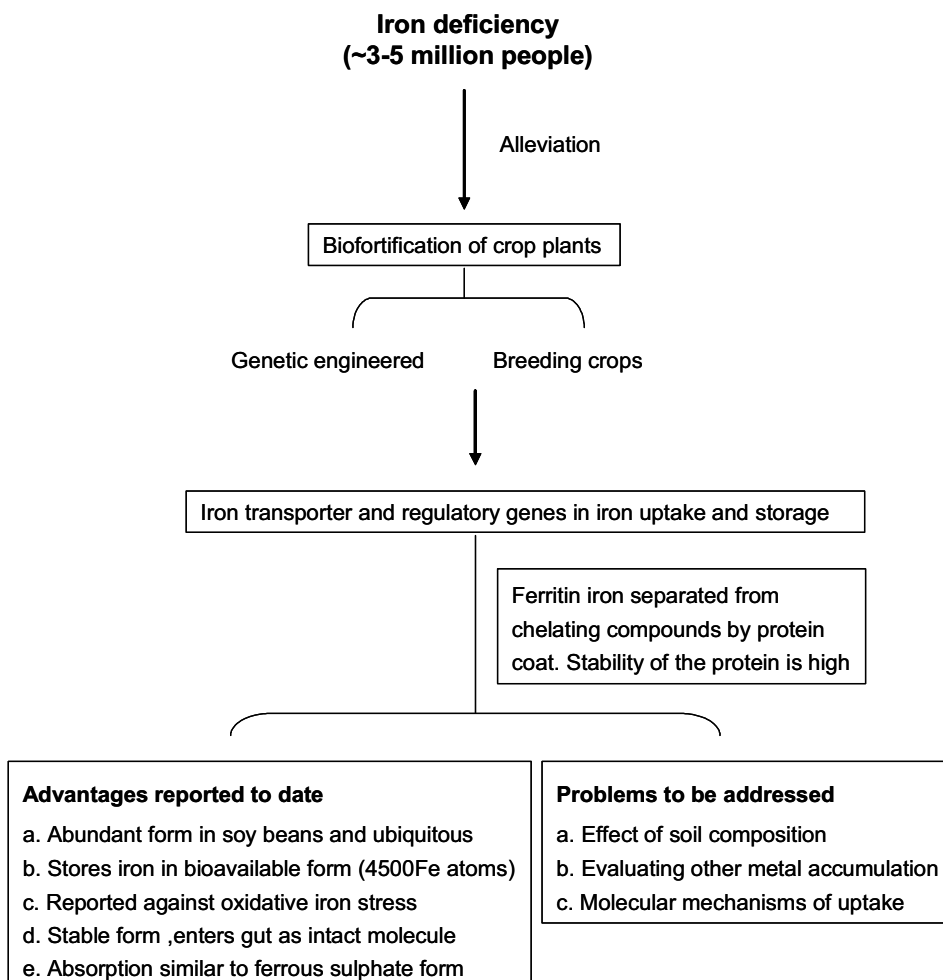 Iron deficiency
(~3-5 million people)
Alleviation
Biofortification of crop plants
Genetic engineered
Breeding crops
Iron transporter and regulatory genes in iron uptake and storage
Ferritin iron separated from
chelating compounds by protein
coat. Stability of the protein is high
Advantages reported to date
a. Abundant form in soy beans and ubiquitous
b. Stores iron in bioavailable form (4500Fe atoms)
c. Reported against oxidative iron stress
d. Stable form ,enters gut as intact molecule
e. Absorption similar to ferrous sulphate form
Problems to be addressed
a. Effect of soil composition
b. Evaluating other metal accumulation
c. Molecular mechanisms of uptake